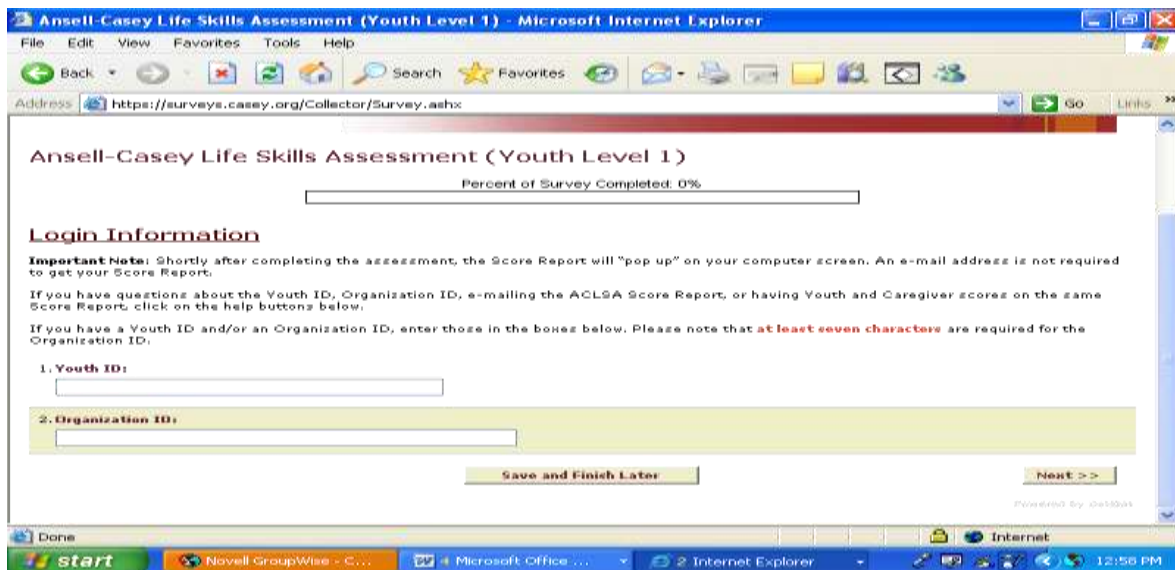 Ansell-Casey Life Skills Assessment (Youth Level 1) - Microsoft Internet Explorer
File Edit View Favorites Tools Help
Back Search Favorites
Address https://surveys.casey.org/Collector/Survey.ashx Go Links »
Ansell-Casey Life Skills Assessment (Youth Level 1)
Percent of Survey Completed: 0%
Login Information
Important Note: Shortly after completing the assessment, the Score Report will "pop up" on your computer screen. An e-mail address is not required
to get your Score Report.
If you have questions about the Youth ID, Organization ID, e-mailing the ACLSA Score Report, or having Youth and Caregiver scores on the same
Score Report, click on the help buttons below.
If you have a Youth ID and/or an Organization ID, enter those in the boxes below. Please note that at least seven characters are required for the
Organization ID.
1. Youth ID:
2. Organization ID:
Save and Finish Later Next >>
Powered by
Done Internet
start Novell GroupWise - C... 4 Microsoft Office ... 2 Internet Explorer 12:56 PM